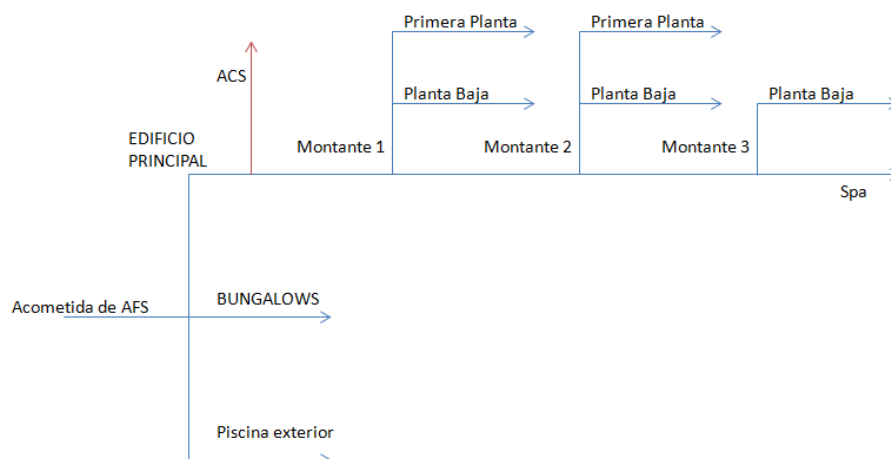 Primera Planta
Primera Planta
ACS
Planta Baja
Planta Baja
Planta Baja
EDIFICIO
PRINCIPAL
Montante 1
Montante 2
Montante 3
Spa
Acometida de AFS
BUNGALOWS
Piscina exterior